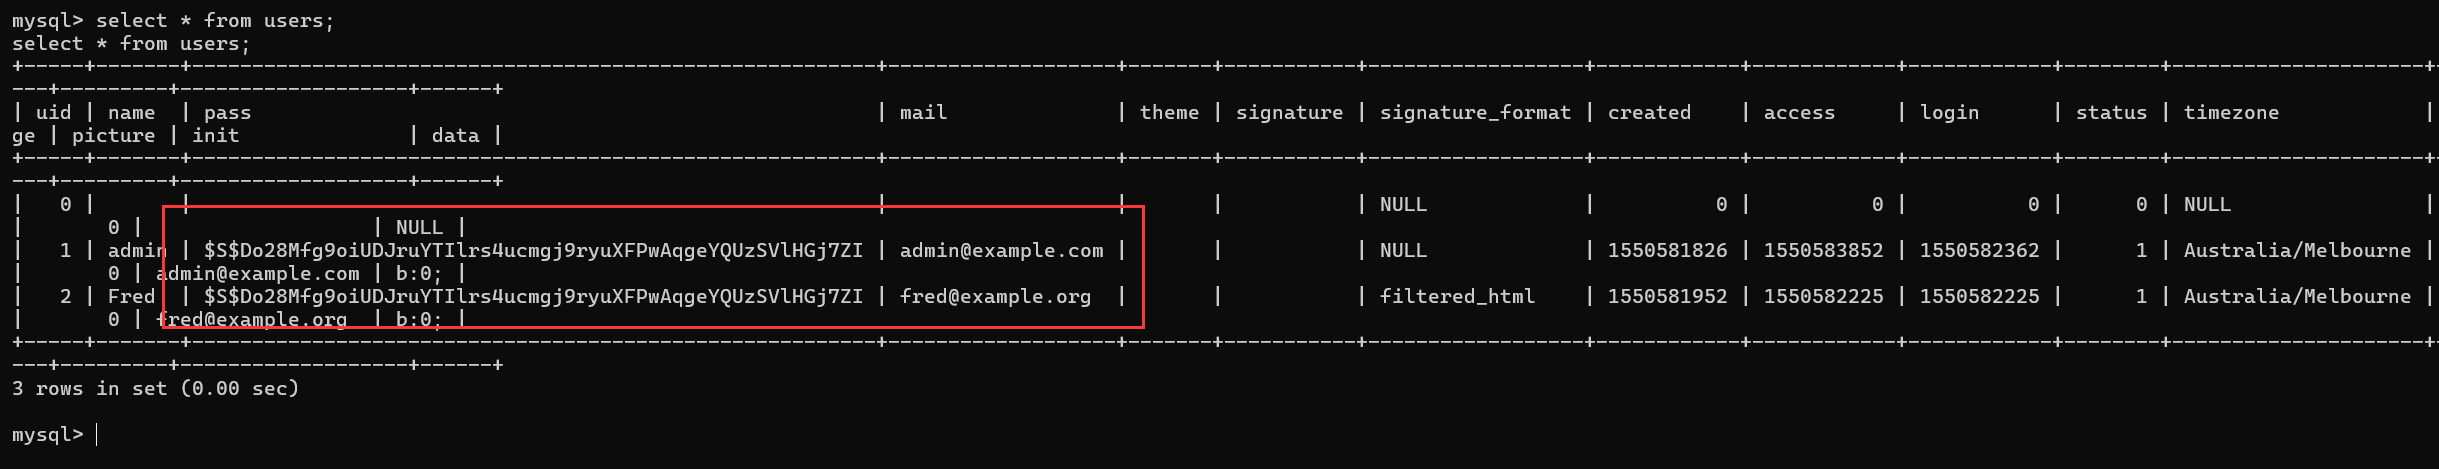 mysql> select * from users;
select * from users;
+-----+-------+---------------------------------------------------------+-------------------+-------+-----------+------------------+------------+------------+------------+--------+---------------------+-
---+---------+-------------------+------+
| uid | name  | pass                                                    | mail              | theme | signature | signature_format | created    | access     | login      | status | timezone            |
ge | picture | init              | data |
+-----+-------+---------------------------------------------------------+-------------------+-------+-----------+------------------+------------+------------+------------+--------+---------------------+-
---+---------+-------------------+------+
|   0 |       |                                                         |                   |       |           | NULL             |          0 |          0 |          0 |      0 | NULL                |
|       0 |                   | NULL |
|   1 | admin | $S$Do28Mfg9oiUDJruYTIlrs4ucmgj9ryuXFPwAqgeYQUzSVlHGj7ZI | admin@example.com |       |           | NULL             | 1550581826 | 1550583852 | 1550582362 |      1 | Australia/Melbourne |
|       0 | admin@example.com | b:0; |
|   2 | Fred  | $S$Do28Mfg9oiUDJruYTIlrs4ucmgj9ryuXFPwAqgeYQUzSVlHGj7ZI | fred@example.org  |       |           | filtered_html    | 1550581952 | 1550582225 | 1550582225 |      1 | Australia/Melbourne |
|       0 | fred@example.org  | b:0; |
+-----+-------+---------------------------------------------------------+-------------------+-------+-----------+------------------+------------+------------+------------+--------+---------------------+-
---+---------+-------------------+------+
3 rows in set (0.00 sec)
mysql>